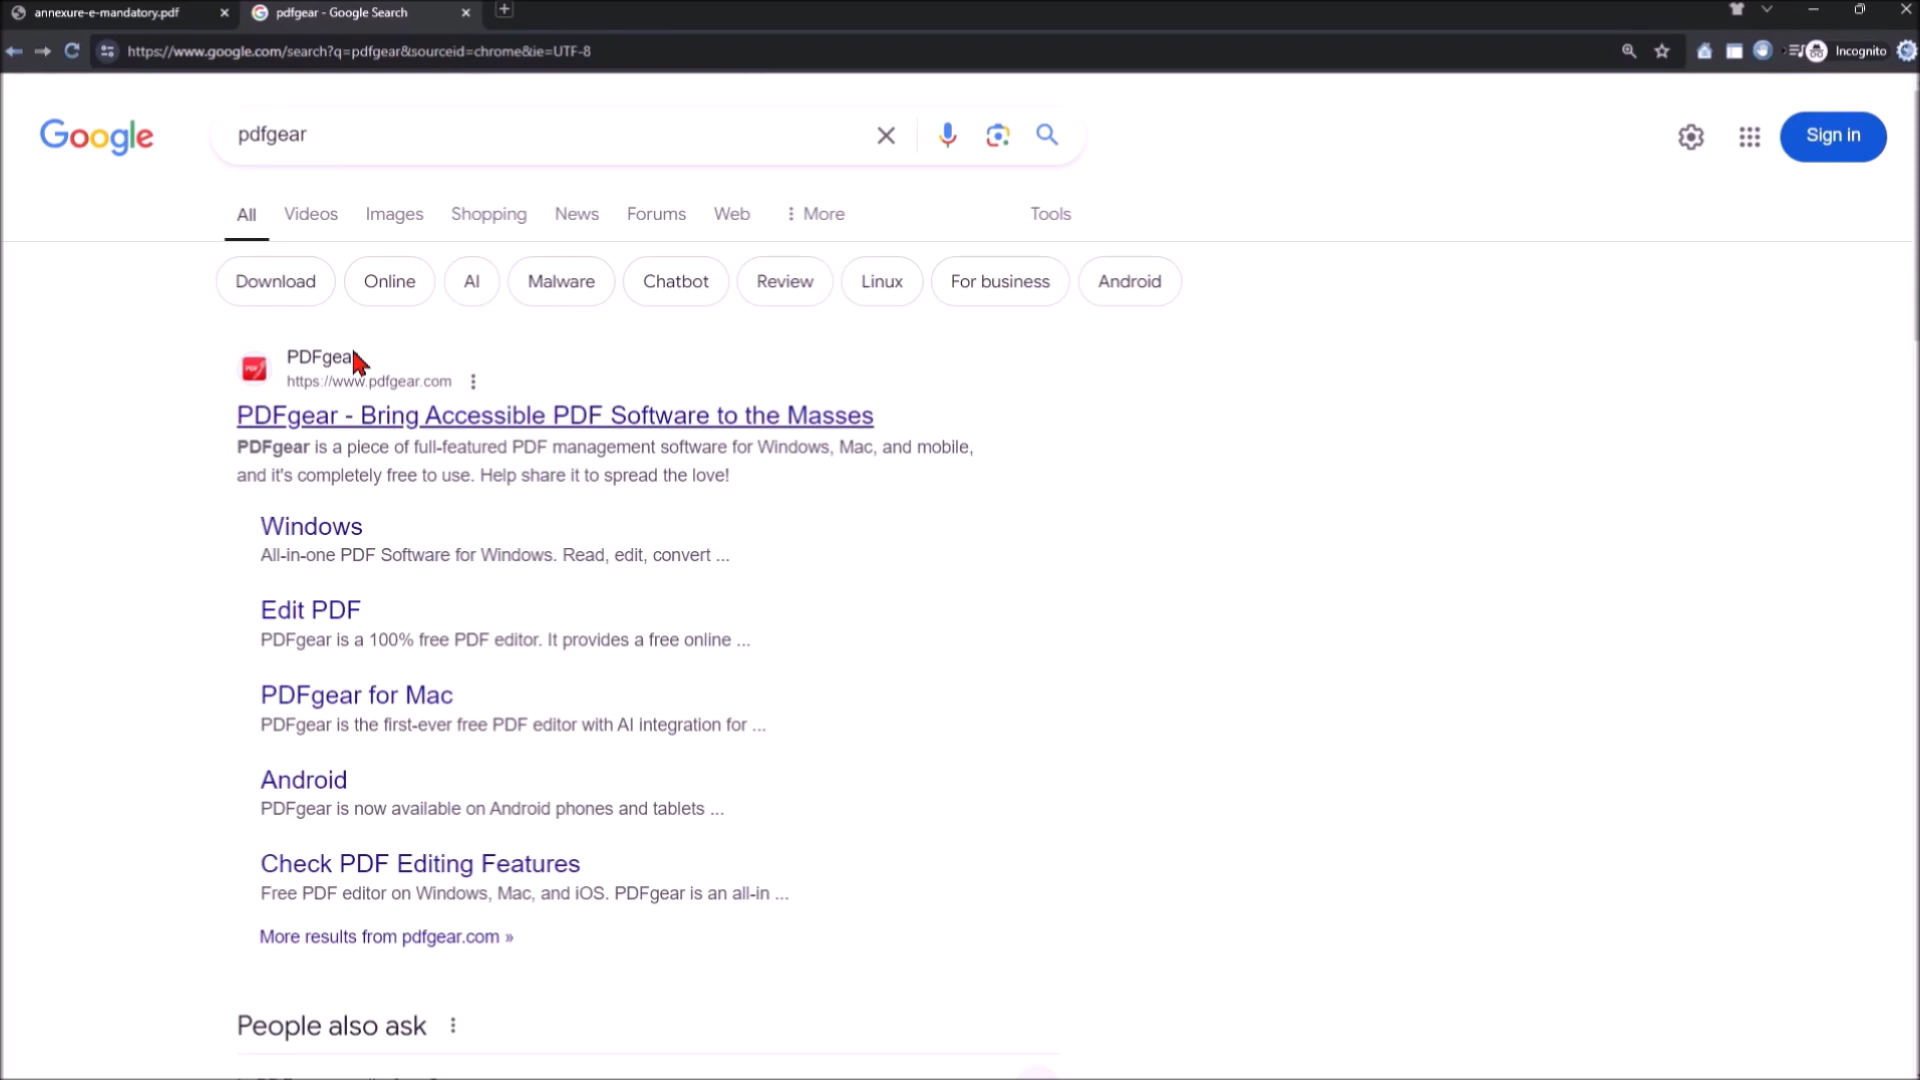 annexure-e-mandatory.pdf
pdfgear - Google Search
https://www.google.com/search?q=pdfgear&sourceid=chrome&ie=UTF-8
Incognito
Google
pdfgear
Sign in
All Videos Images Shopping News Forums Web More Tools
Download Online AI Malware Chatbot Review Linux For business Android
PDFgear
https://www.pdfgear.com
PDFgear - Bring Accessible PDF Software to the Masses
PDFgear is a piece of full-featured PDF management software for Windows, Mac, and mobile,
and it's completely free to use. Help share it to spread the love!
Windows
All-in-one PDF Software for Windows. Read, edit, convert ...
Edit PDF
PDFgear is a 100% free PDF editor. It provides a free online ...
PDFgear for Mac
PDFgear is the first-ever free PDF editor with AI integration for ...
Android
PDFgear is now available on Android phones and tablets ...
Check PDF Editing Features
Free PDF editor on Windows, Mac, and iOS. PDFgear is an all-in ...
More results from pdfgear.com »
People also ask